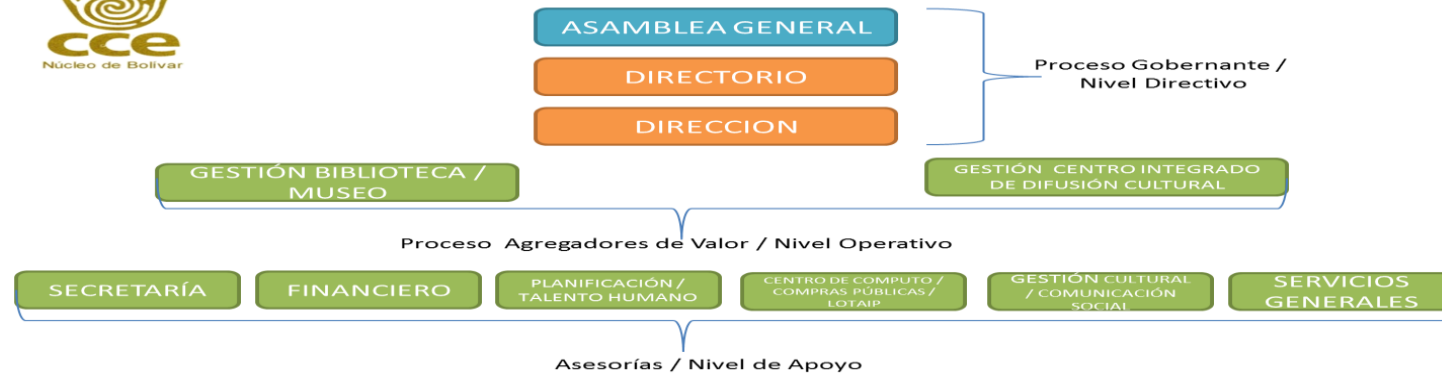 cce
Núcleo de Bolívar
ASAMBLEA GENERAL
DIRECTORIO
DIRECCION
Proceso Gobernante /
Nivel Directivo
GESTIÓN BIBLIOTECA /
MUSEO
GESTIÓN CENTRO INTEGRADO
DE DIFUSIÓN CULTURAL
Proceso Agregadores de Valor / Nivel Operativo
SECRETARÍA
FINANCIERO
PLANIFICACIÓN /
TALENTO HUMANO
CENTRO DE COMPUTO /
COMPRAS PÚBLICAS /
LOTAIP
GESTIÓN CULTURAL
/ COMUNICACIÓN
SOCIAL
SERVICIOS
GENERALES
Asesorías / Nivel de Apoyo